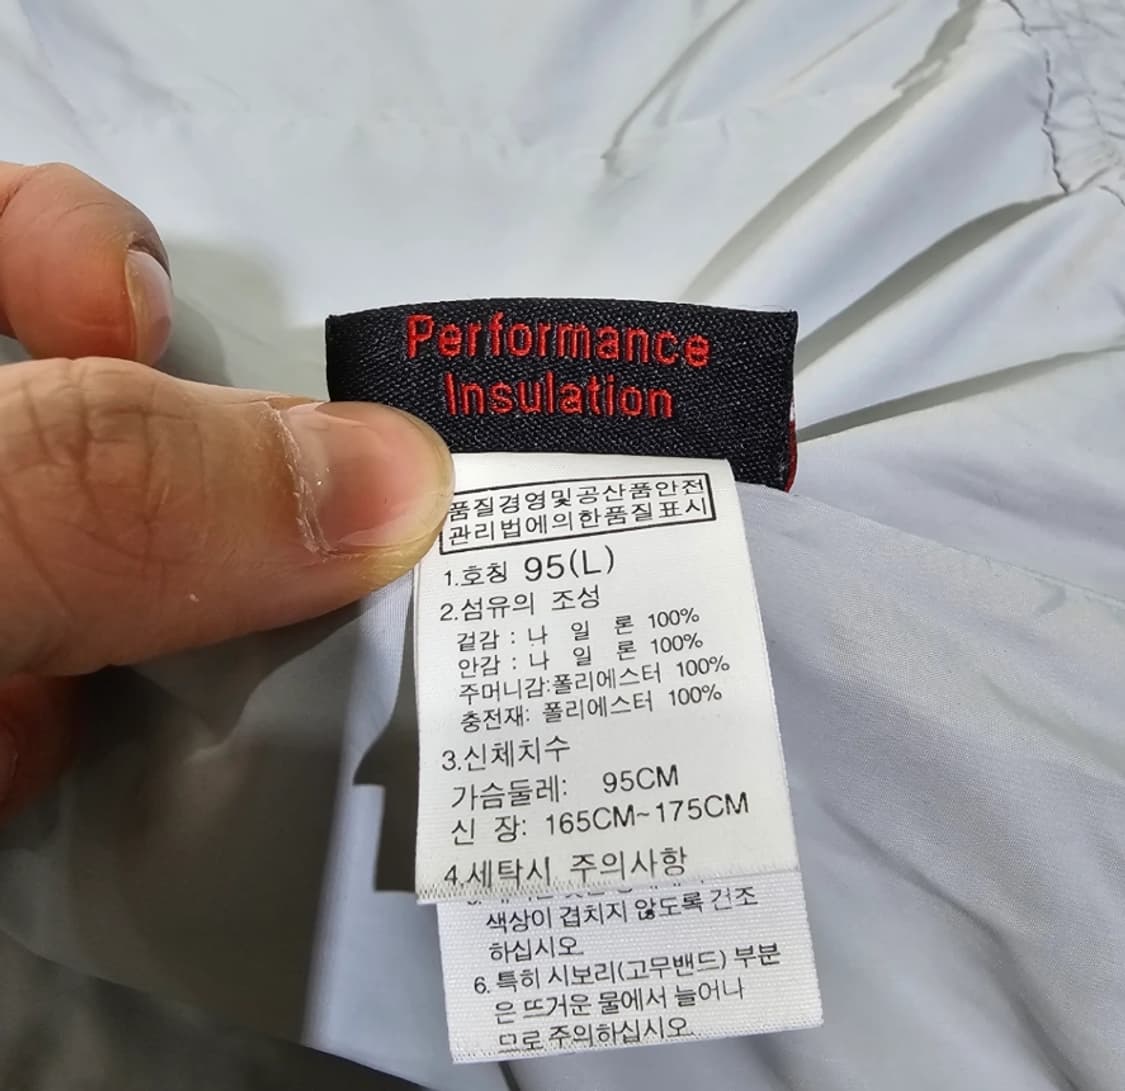 Performance
Insulation
품질경영및공산품안전
관리법에의한품질표시
1.호칭 95(L)
2.섬유의 조성
겉감 : 나 일 론 100%
안감 : 나 일 론 100%
주머니감:폴리에스터 100%
충전재: 폴리에스터 100%
3.신체치수
가슴둘레: 95CM
신 장: 165CM~175CM
4.세탁시 주의사항
색상이 겹치지 않도록 건조
하십시오.
6. 특히 시보리(고무밴드) 부분
은 뜨거운 물에서 늘어나
므로 주의하십시오.